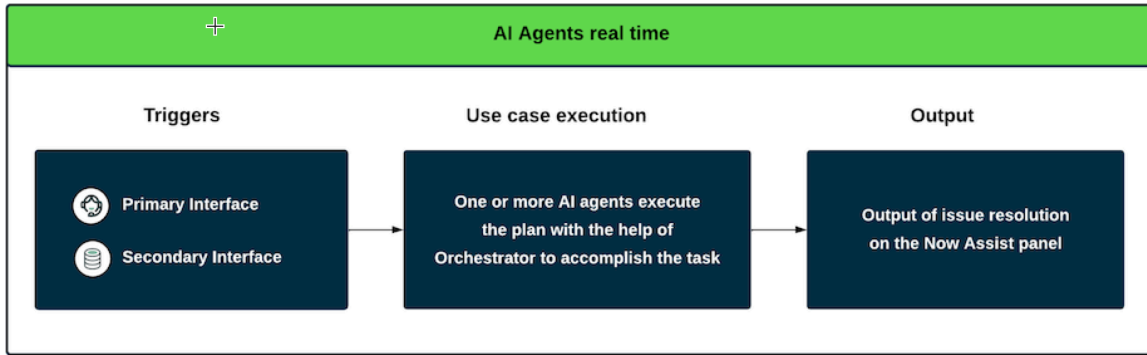 AI Agents real time
Triggers
Use case execution
Output
Primary Interface
Secondary Interface
One or more AI agents execute
the plan with the help of
Orchestrator to accomplish the task
Output of issue resolution
on the Now Assist panel